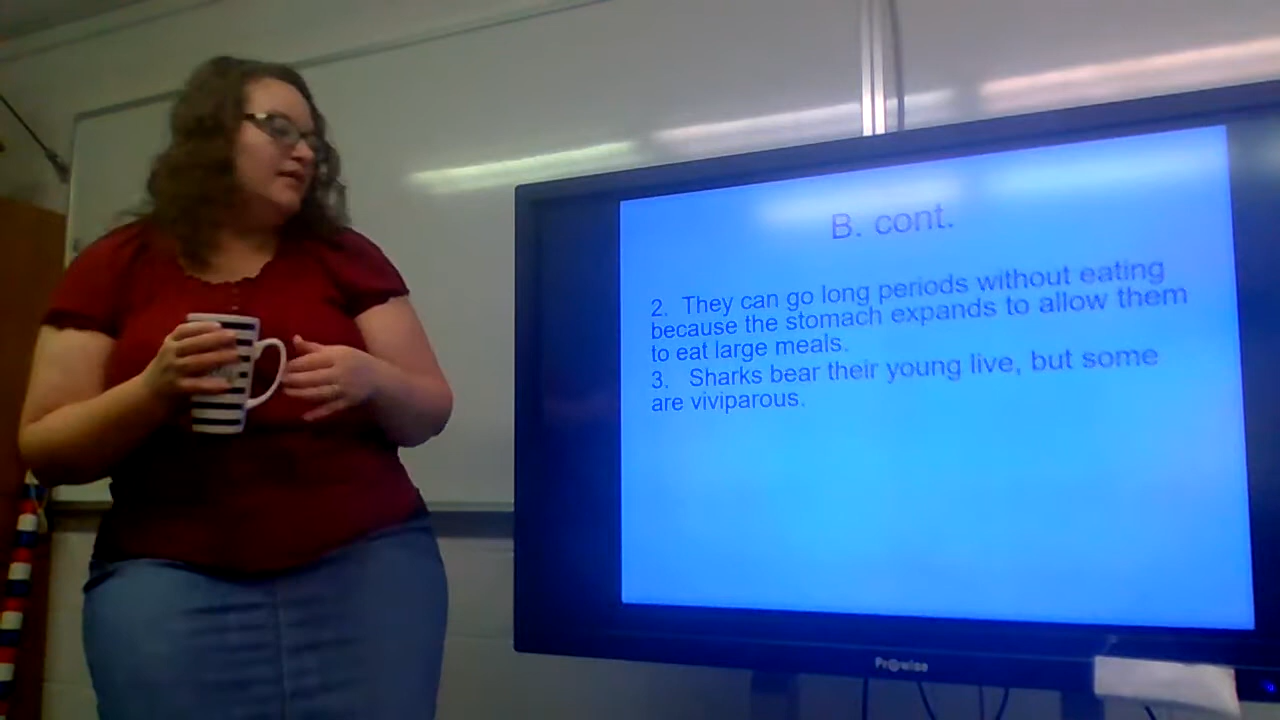 B. cont.
2. They can go long periods without eating
because the stomach expands to allow them
to eat large meals.
3. Sharks bear their young live, but some
are viviparous.
Prowise